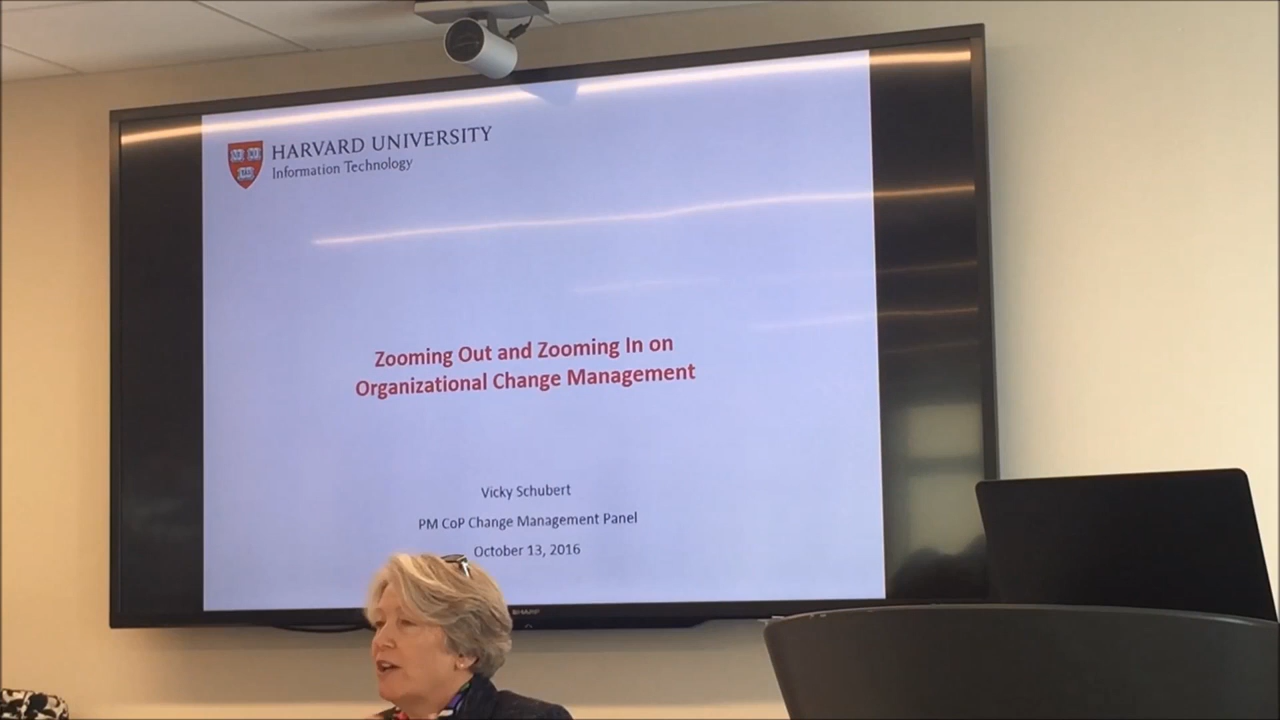 HARVARD UNIVERSITY
Information Technology
Zooming Out and Zooming In on
Organizational Change Management
Vicky Schubert
PM CoP Change Management Panel
October 13, 2016
SHARP